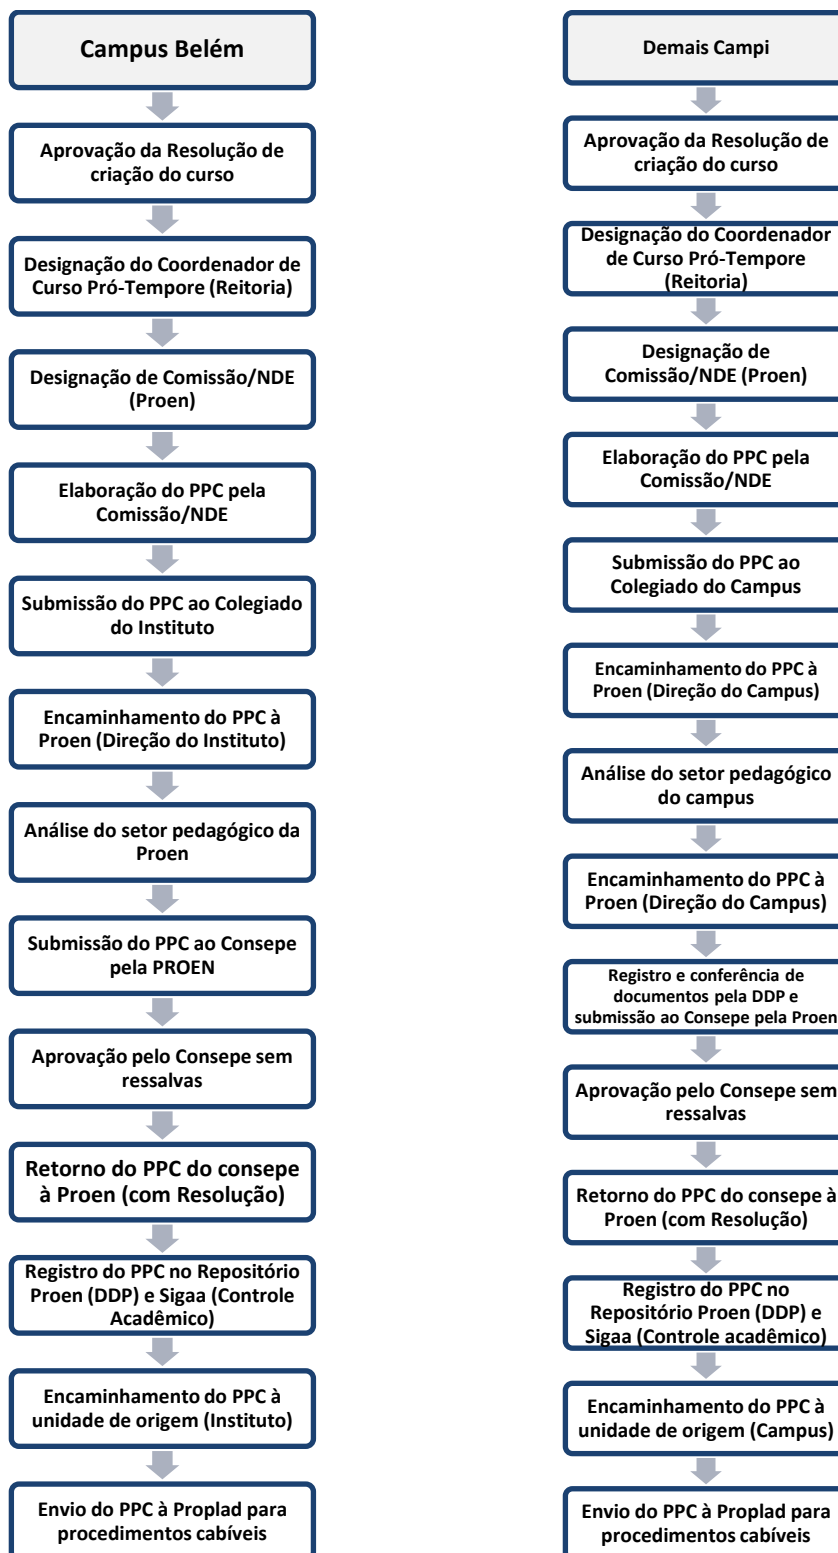 Campus Belém
Aprovação da Resolução de
criação do curso
Designação do Coordenador de
Curso Pró-Tempore (Reitoria)
Designação de Comissão/NDE
(Proen)
Elaboração do PPC pela
Comissão/NDE
Submissão do PPC ao Colegiado
do Instituto
Encaminhamento do PPC à
Proen (Direção do Instituto)
Análise do setor pedagógico da
Proen
Submissão do PPC ao Consepe
pela PROEN
Aprovação pelo Consepe sem
ressalvas
Retorno do PPC do consepe
à Proen (com Resolução)
Registro do PPC no Repositório
Proen (DDP) e Sigaa (Controle
Acadêmico)
Encaminhamento do PPC à
unidade de origem (Instituto)
Envio do PPC à Proplad para
procedimentos cabíveis
Demais Campi
Aprovação da Resolução de
criação do curso
Designação do Coordenador
de Curso Pró-Tempore
(Reitoria)
Designação de
Comissão/NDE (Proen)
Elaboração do PPC pela
Comissão/NDE
Submissão do PPC ao
Colegiado do Campus
Encaminhamento do PPC à
Proen (Direção do Campus)
Análise do setor pedagógico
do campus
Encaminhamento do PPC à
Proen (Direção do Campus)
Registro e conferência de
documentos pela DDP e
submissão ao Consepe pela Proen
Aprovação pelo Consepe sem
ressalvas
Retorno do PPC do consepe à
Proen (com Resolução)
Registro do PPC no
Repositório Proen (DDP) e
Sigaa (Controle acadêmico)
Encaminhamento do PPC à
unidade de origem (Campus)
Envio do PPC à Proplad para
procedimentos cabíveis